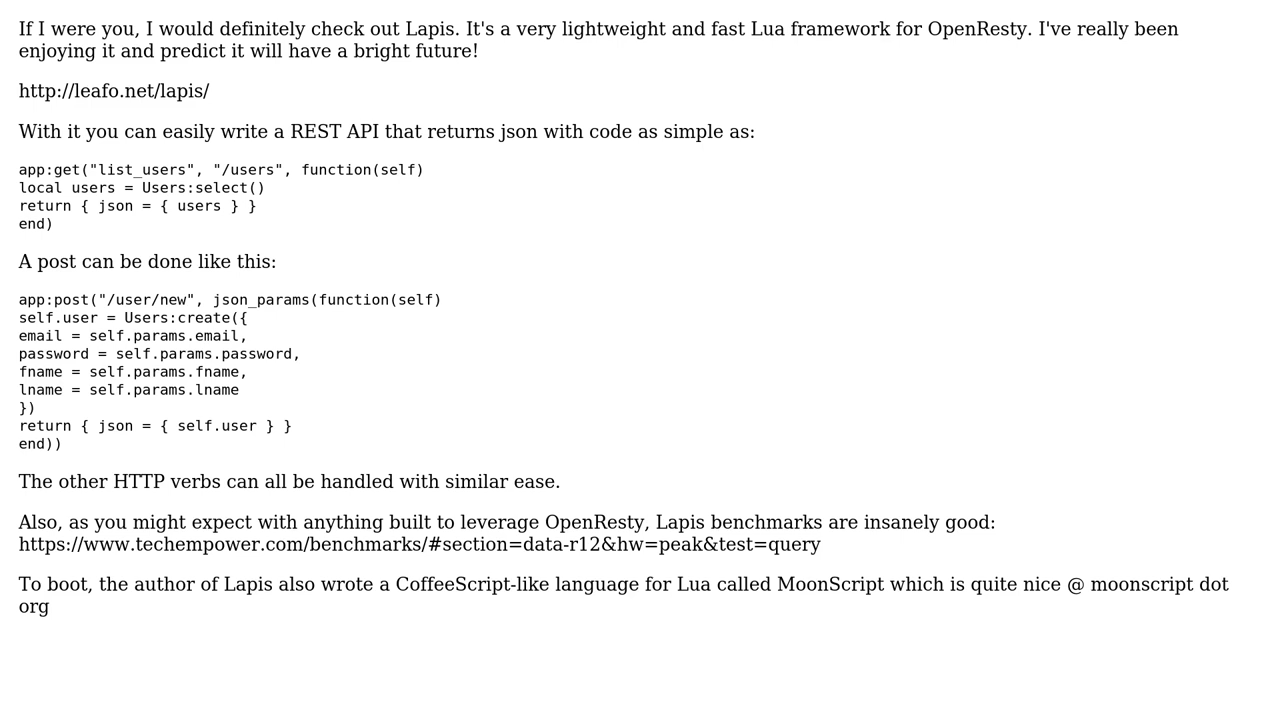 If I were you, I would definitely check out Lapis. It's a very lightweight and fast Lua framework for OpenResty. I've really been
enjoying it and predict it will have a bright future!
http://leafo.net/lapis/
With it you can easily write a REST API that returns json with code as simple as:
app:get("list_users", "/users", function(self)
local users = Users:select()
return { json = { users } }
end)
A post can be done like this:
app:post("/user/new", json_params(function(self)
self.user = Users:create({
email = self.params.email,
password = self.params.password,
fname = self.params.fname,
lname = self.params.lname
})
return { json = { self.user } }
end))
The other HTTP verbs can all be handled with similar ease.
Also, as you might expect with anything built to leverage OpenResty, Lapis benchmarks are insanely good:
https://www.techempower.com/benchmarks/#section=data-r12&hw=peak&test=query
To boot, the author of Lapis also wrote a CoffeeScript-like language for Lua called MoonScript which is quite nice @ moonscript dot
org